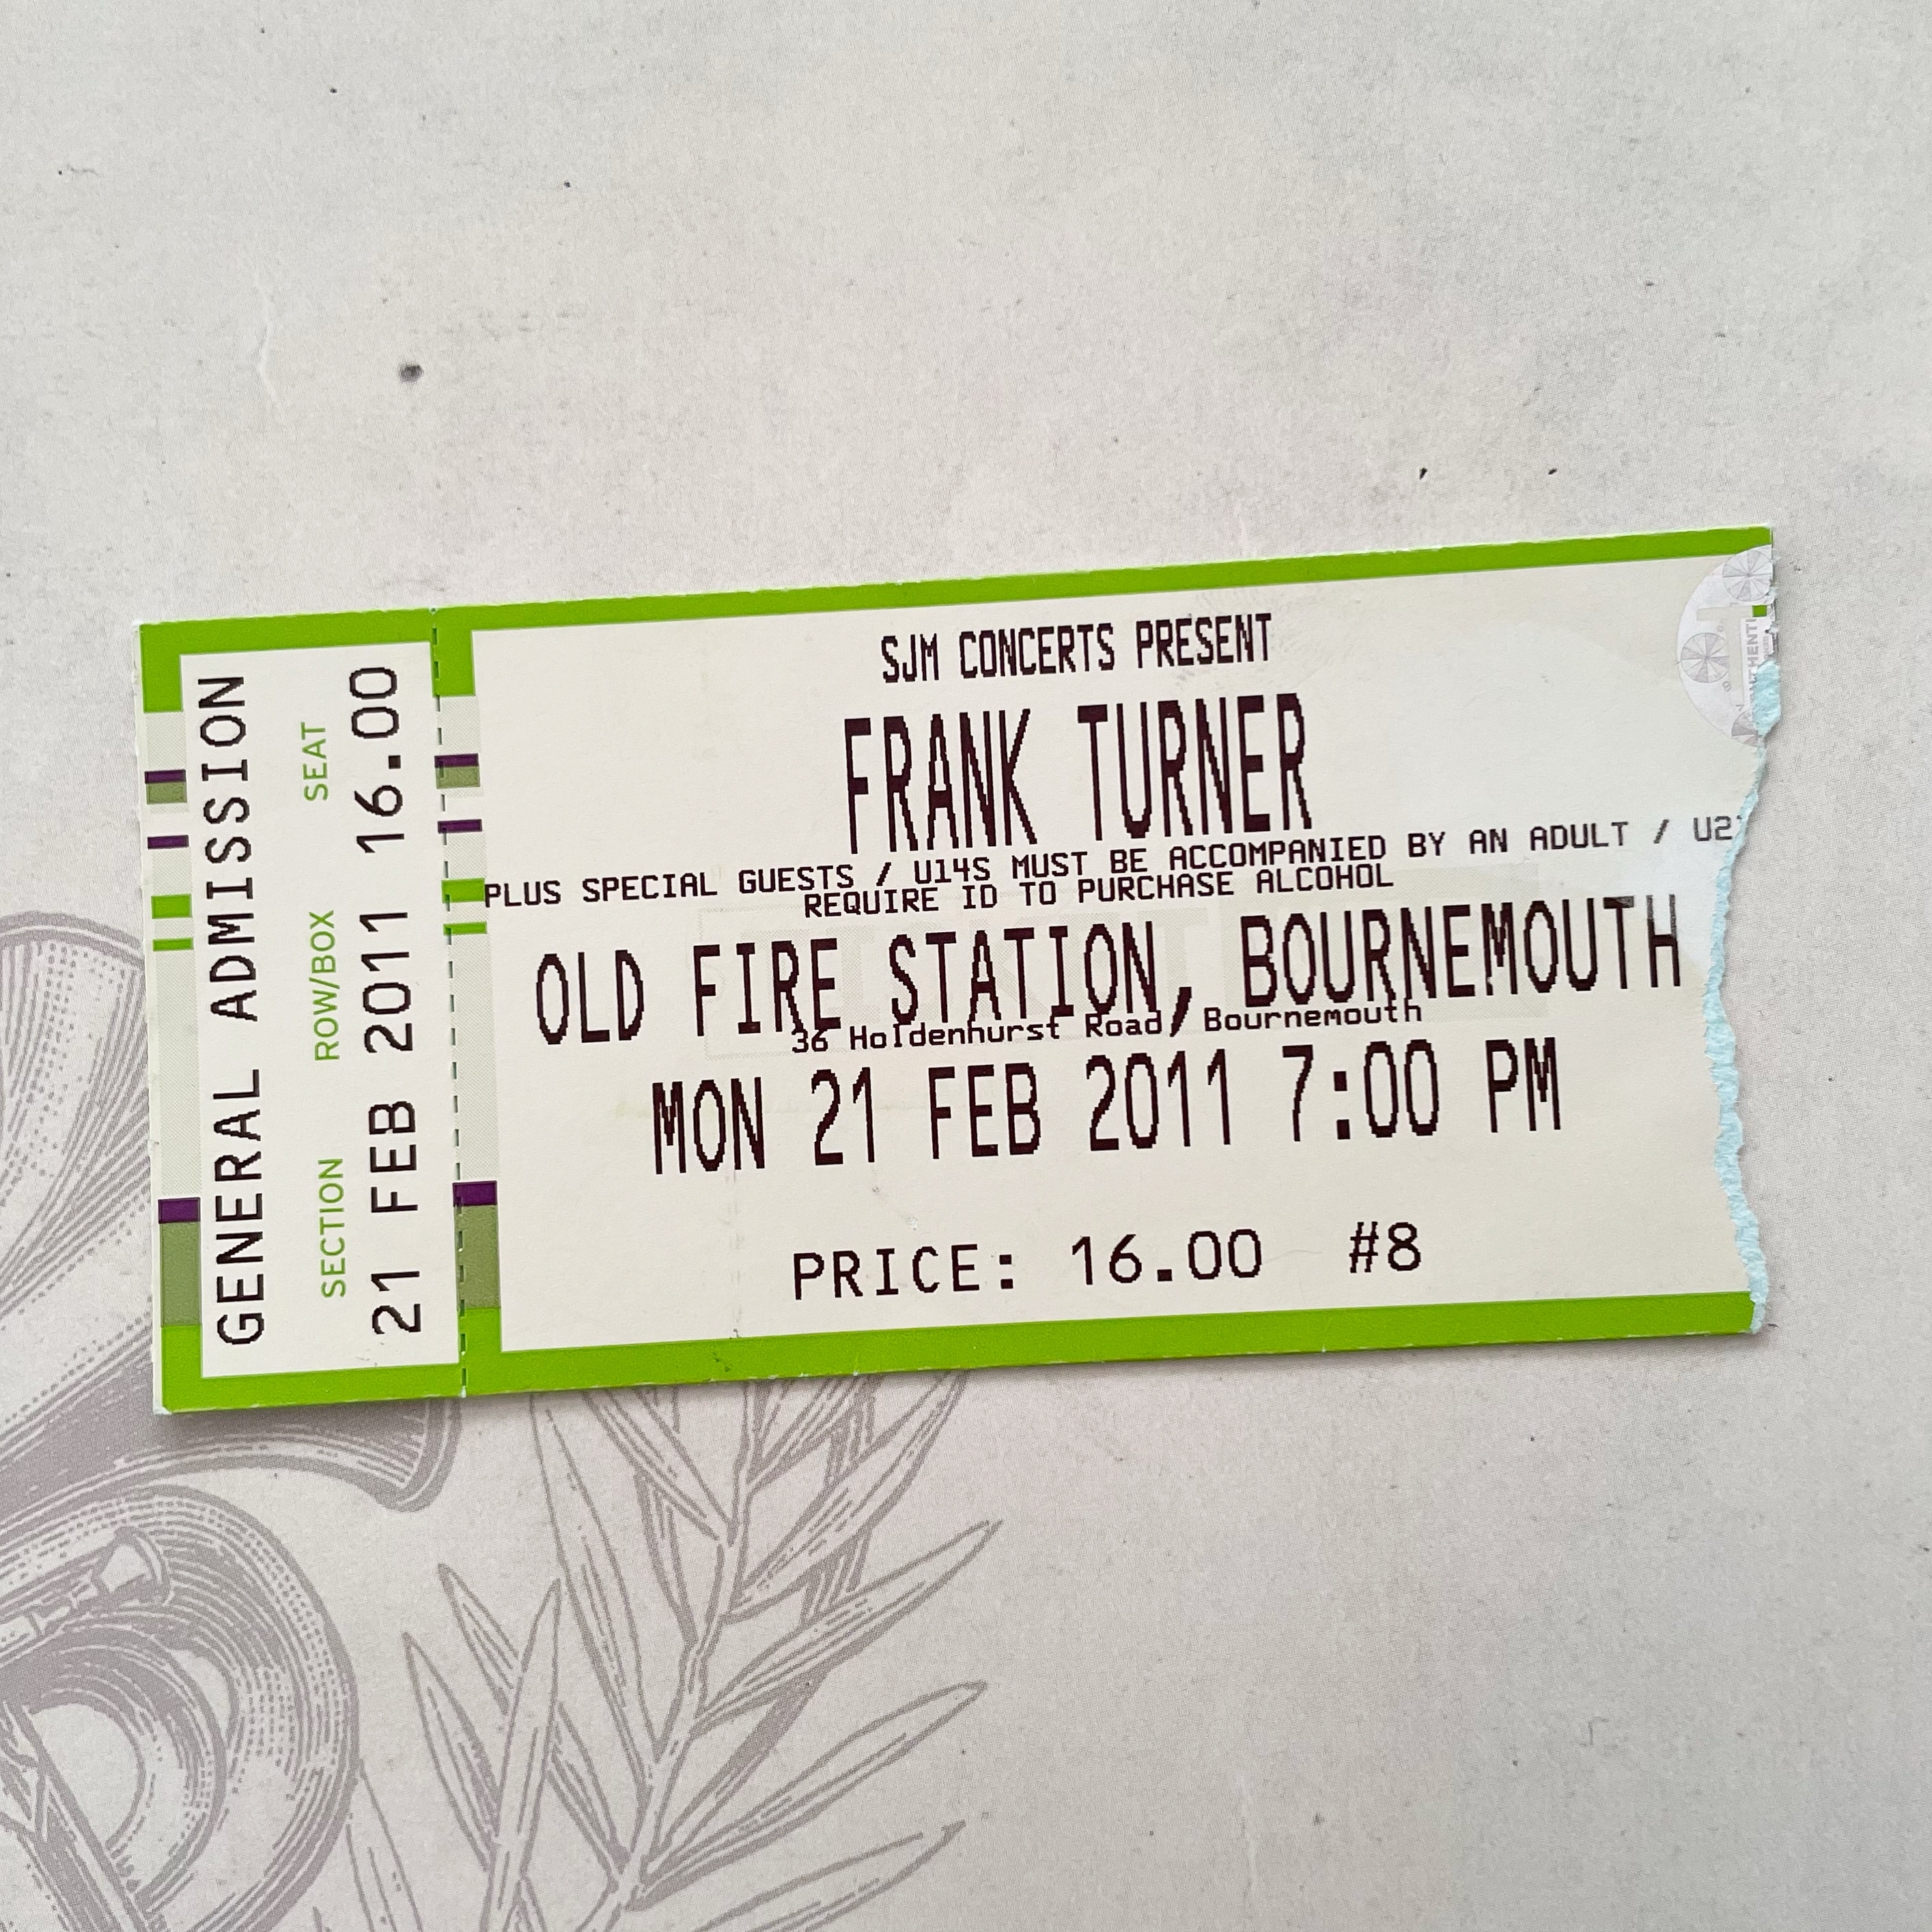 GENERAL ADMISSION
SECTION ROW/BOX SEAT
21 FEB 2011 16.00
SJM CONCERTS PRESENT
FRANK TURNER
PLUS SPECIAL GUESTS / U14S MUST BE ACCOMPANIED BY AN ADULT /
REQUIRE ID TO PURCHASE ALCOHOL
OLD FIRE STATION, BOURNEMOUTH
36 Holdenhurst Road, Bournemouth
MON 21 FEB 2011 7:00 PM
PRICE: 16.00 #8